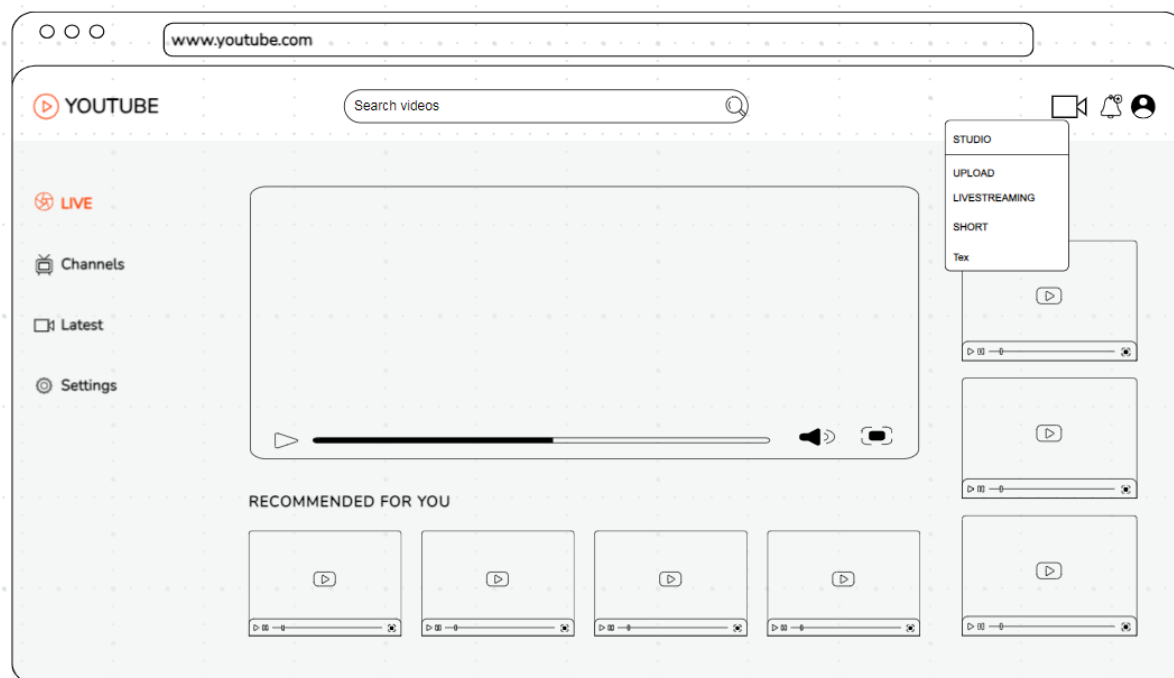 www.youtube.com
YOUTUBE
Search videos
STUDIO
UPLOAD
LIVESTREAMING
SHORT
Tex
LIVE
Channels
Latest
Settings
RECOMMENDED FOR YOU